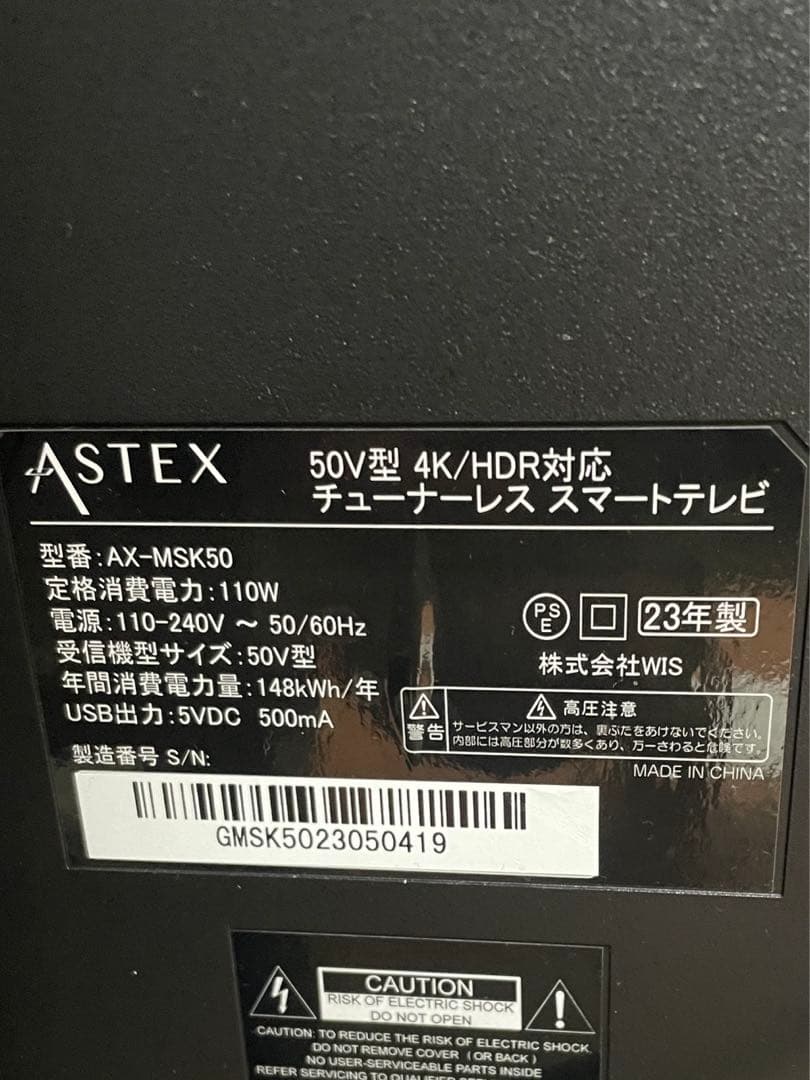 ASTEX
50V型 4K/HDR対応
チューナーレス スマートテレビ
型番:AX-MSK50
定格消費電力:110W
電源:110-240V ～ 50/60Hz
受信機型サイズ:50V型
年間消費電力量:148kWh/年
USB出力:5VDC 500mA
製造番号 S/N:
GMSK5023050419
PS
E
23年製
株式会社WIS
警告
高圧注意
サービスマン以外の方は、裏ぶたをあけないでください。
内部には高圧部分が数多くあり、万一さわると危険です。
MADE IN CHINA
CAUTION
RISK OF ELECTRIC SHOCK
DO NOT OPEN
CAUTION: TO REDUCE THE RISK OF ELECTRIC SHOCK
DO NOT REMOVE COVER (OR BACK)
NO USER-SERVICEABLE PARTS INSIDE
REFER SERVICING TO QUALIFIED